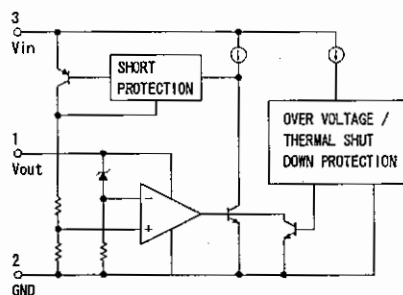 3
Vin
SHORT
PROTECTION
OVER VOLTAGE /
THERMAL SHUT
DOWN PROTECTION
1
Vout
−
+
2
GND